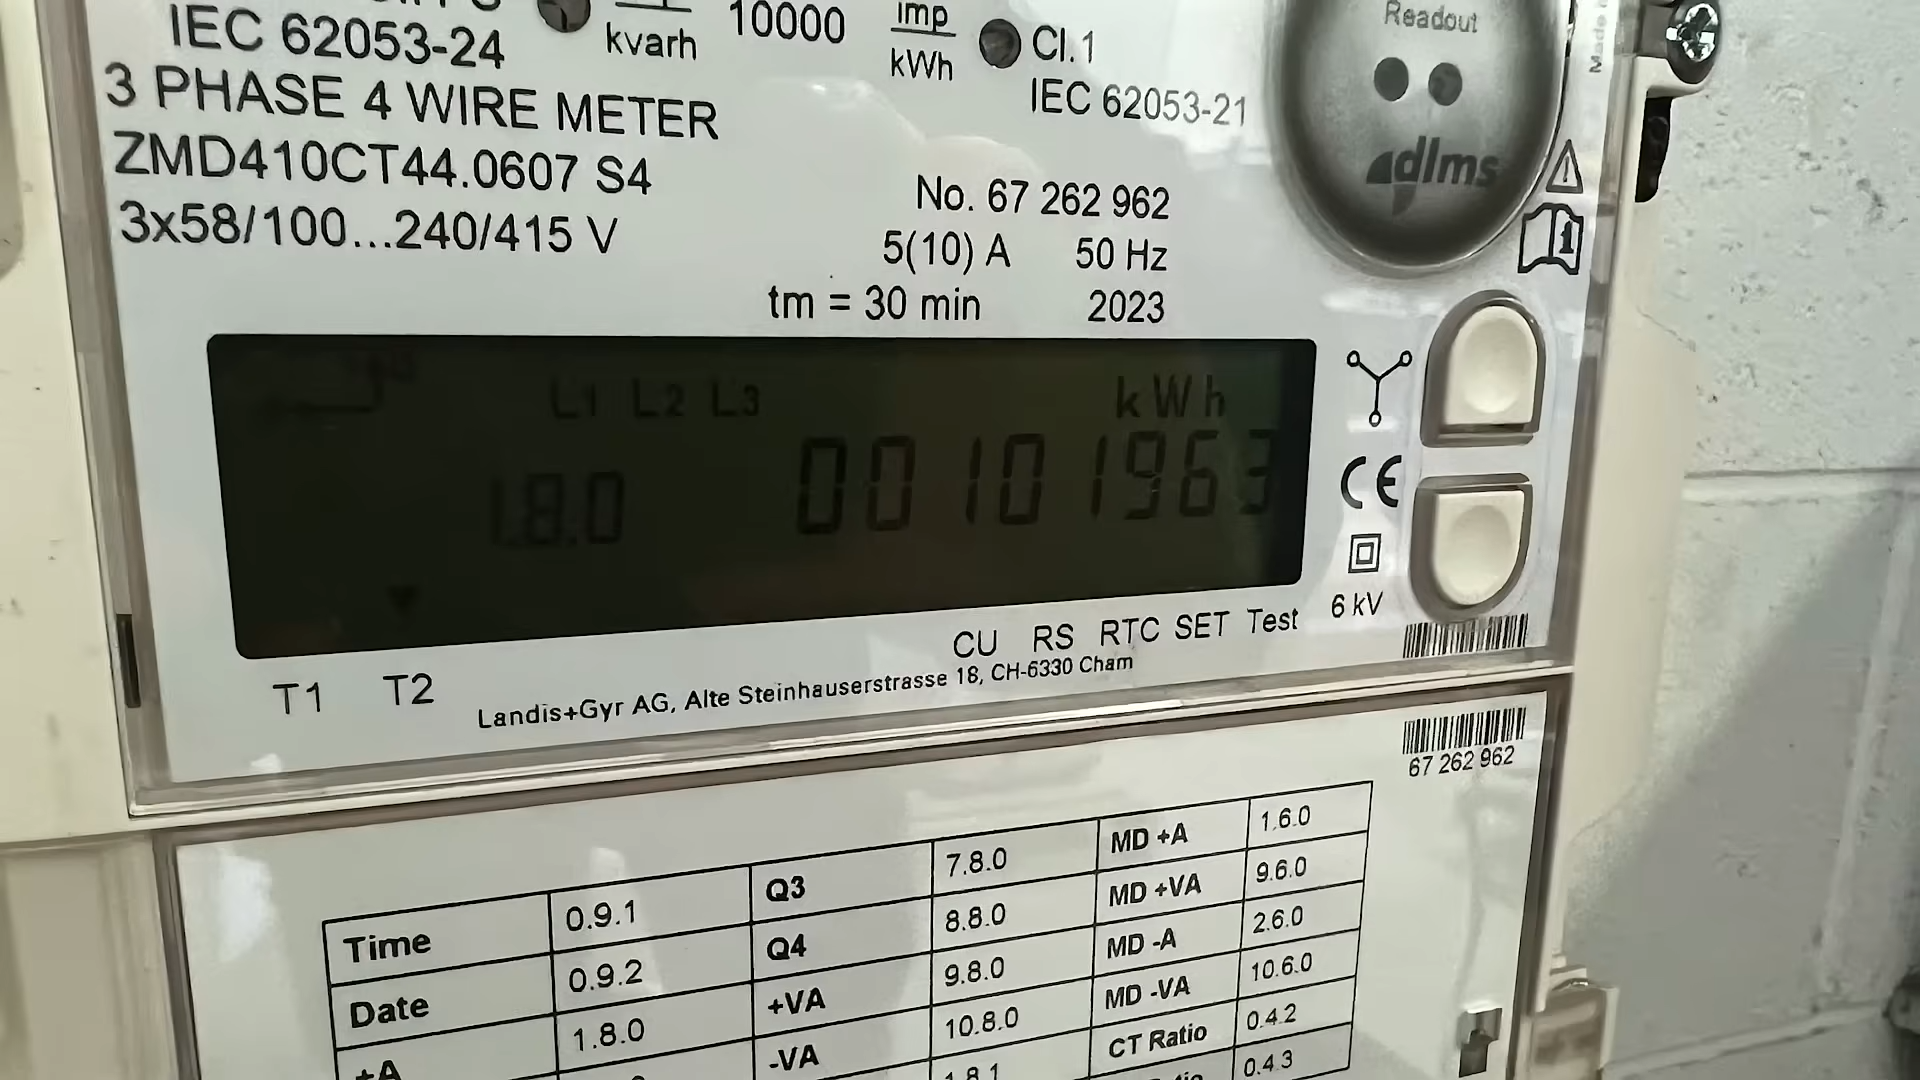 kvarh
10000
imp
kWh
Cl.1
IEC 62053-24
IEC 62053-21
Readout
dlms
3 PHASE 4 WIRE METER
ZMD410CT44.0607 S4
3x58/100...240/415 V
No. 67 262 962
5(10) A 50 Hz
tm = 30 min 2023
L1 L2 L3 kWh
1.8.0 00101963
CE
6 kV
CU RS RTC SET Test
T1 T2
Landis+Gyr AG, Alte Steinhauserstrasse 18, CH-6330 Cham
67 262 962
Time 0.9.1 Q3 7.8.0 MD +A 1.6.0
Date 0.9.2 Q4 8.8.0 MD +VA 9.6.0
+A 1.8.0 +VA 9.8.0 MD -A 2.6.0
-VA 10.8.0 MD -VA 10.6.0
1.8.1 CT Ratio 0.4.2
0.4.3